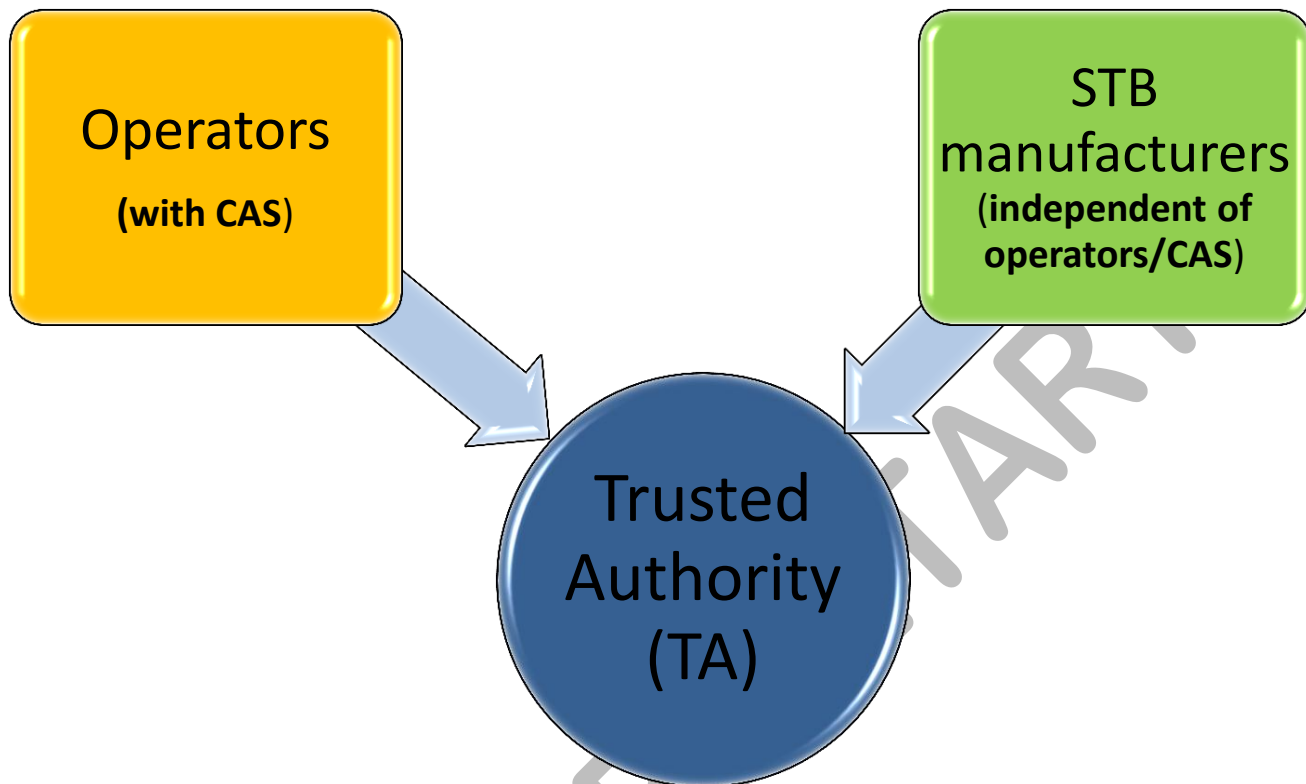 Operators
(with CAS)
STB
manufacturers
(independent of
operators/CAS)
Trusted
Authority
(TA)